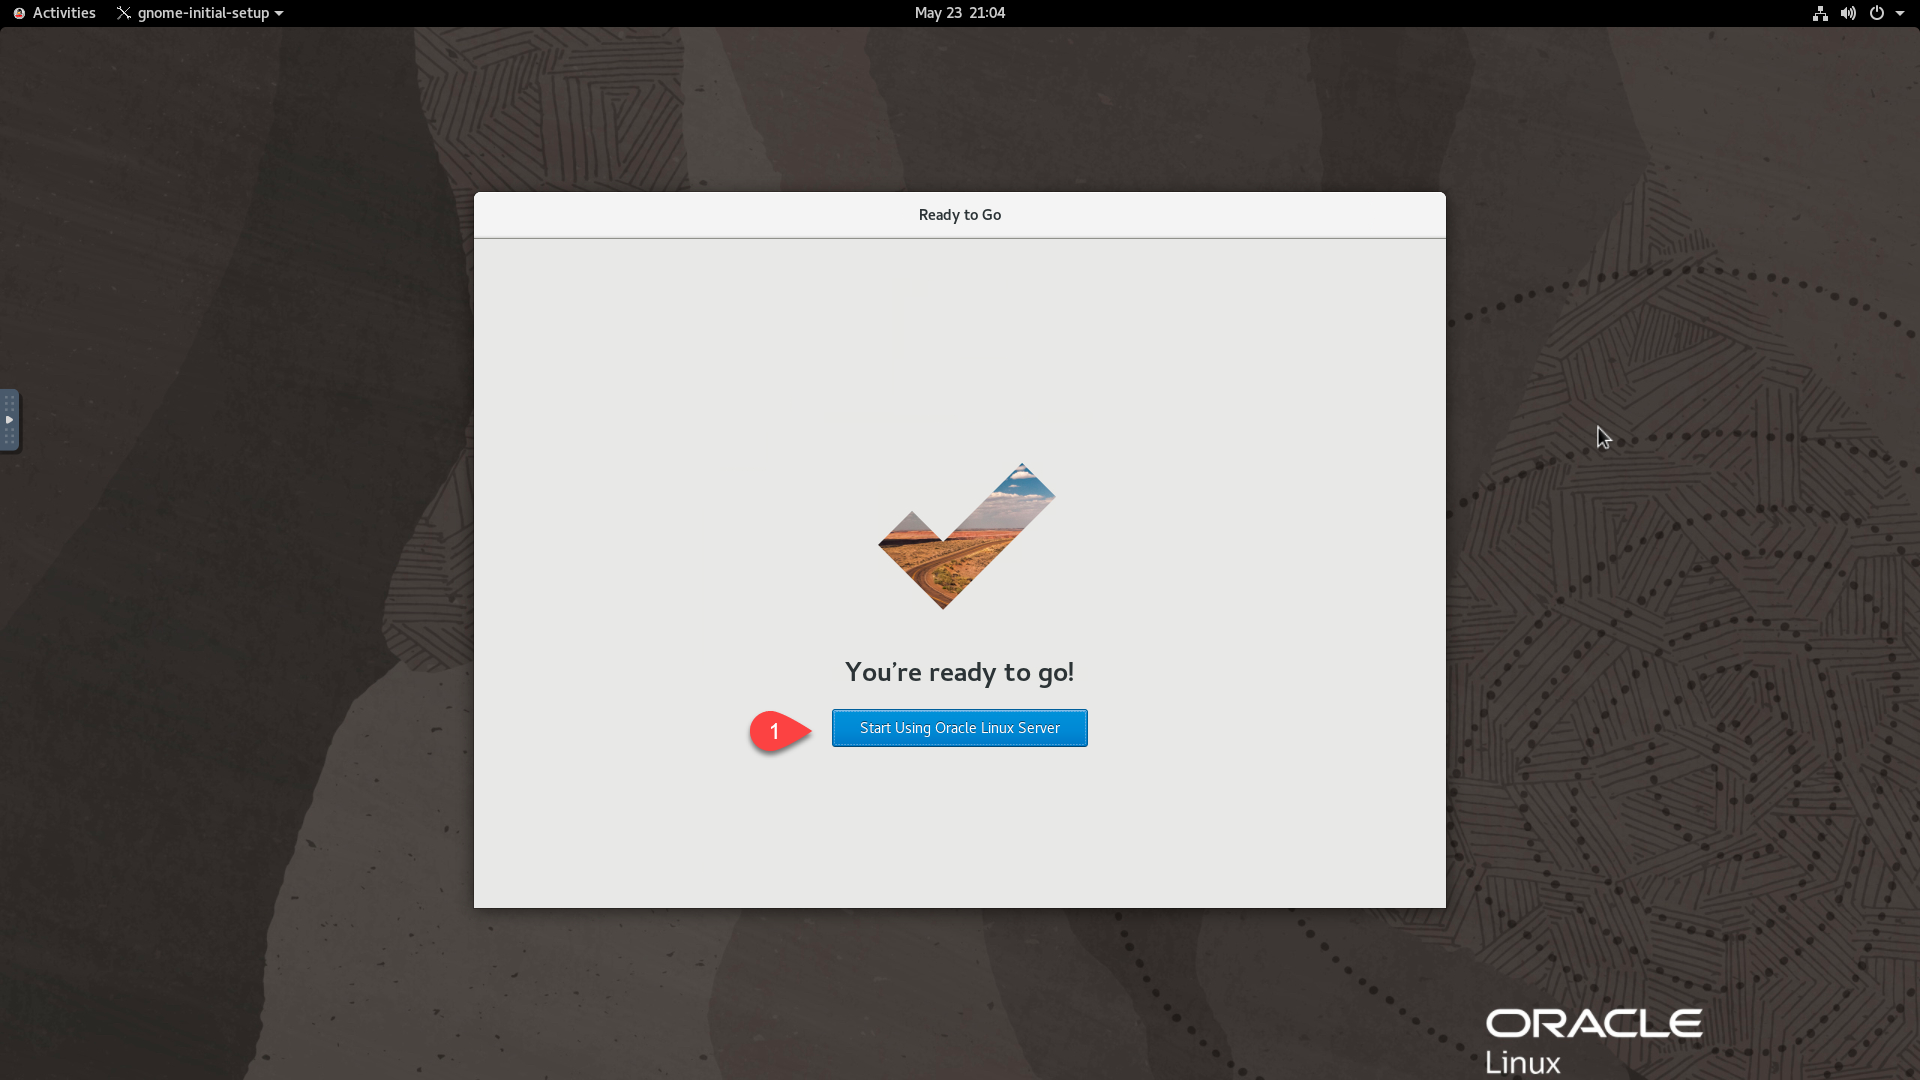 Activities
gnome-initial-setup
May 23 21:04
Ready to Go
You’re ready to go!
1
Start Using Oracle Linux Server
ORACLE
Linux